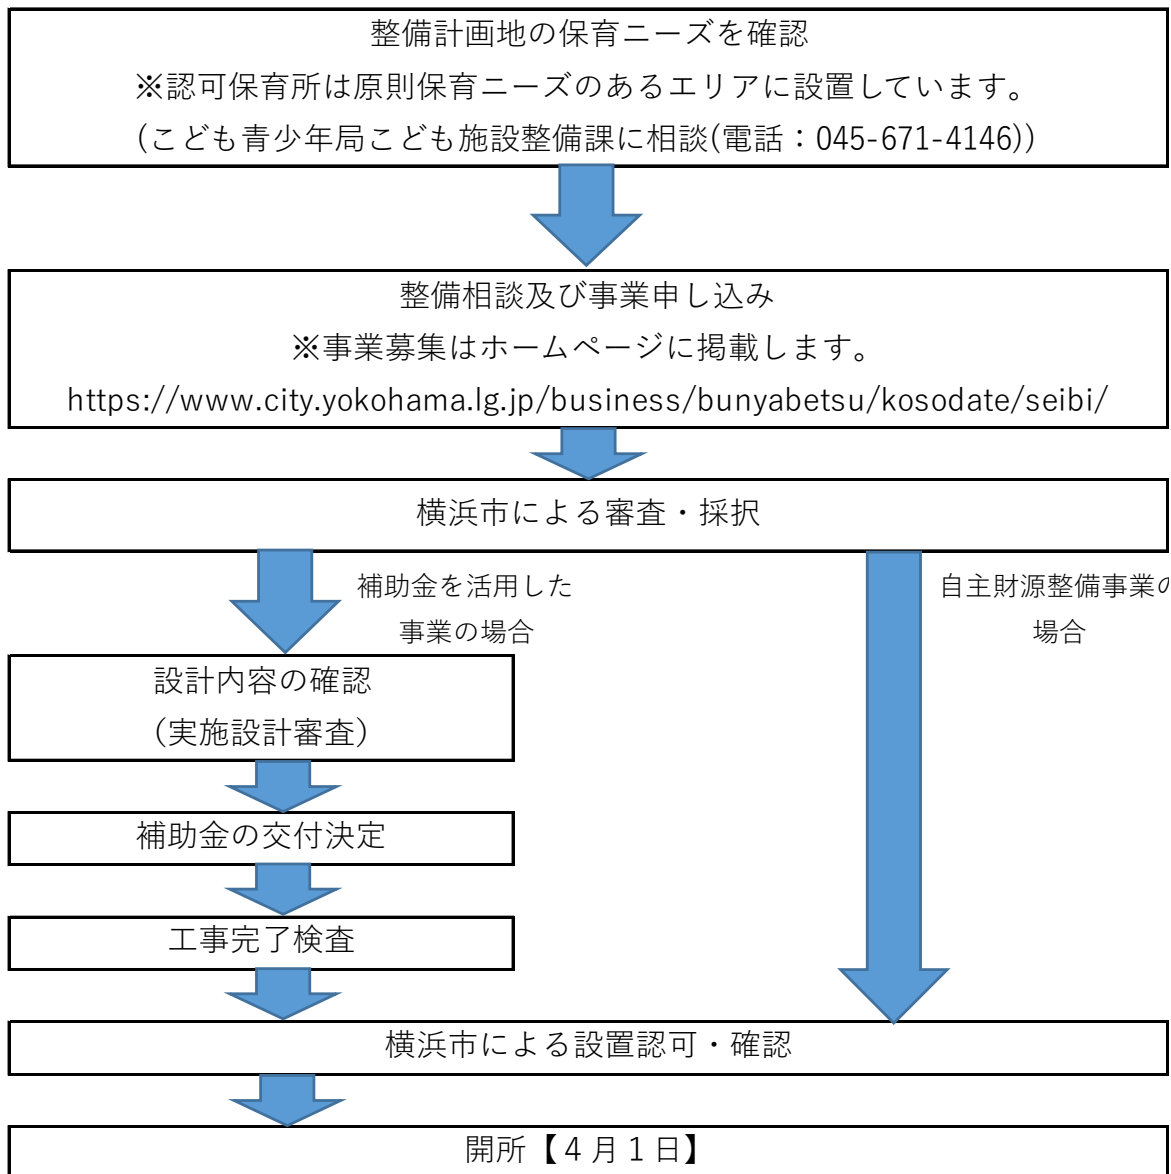 整備計画地の保育ニーズを確認
※認可保育所は原則保育ニーズのあるエリアに設置しています。
(こども青少年局こども施設整備課に相談(電話：045-671-4146))
整備相談及び事業申し込み
※事業募集はホームページに掲載します。
https://www.city.yokohama.lg.jp/business/bunyabetsu/kosodate/seibi/
横浜市による審査・採択
補助金を活用した
事業の場合
自主財源整備事業の
場合
設計内容の確認
(実施設計審査)
補助金の交付決定
工事完了検査
横浜市による設置認可・確認
開所【４月１日】